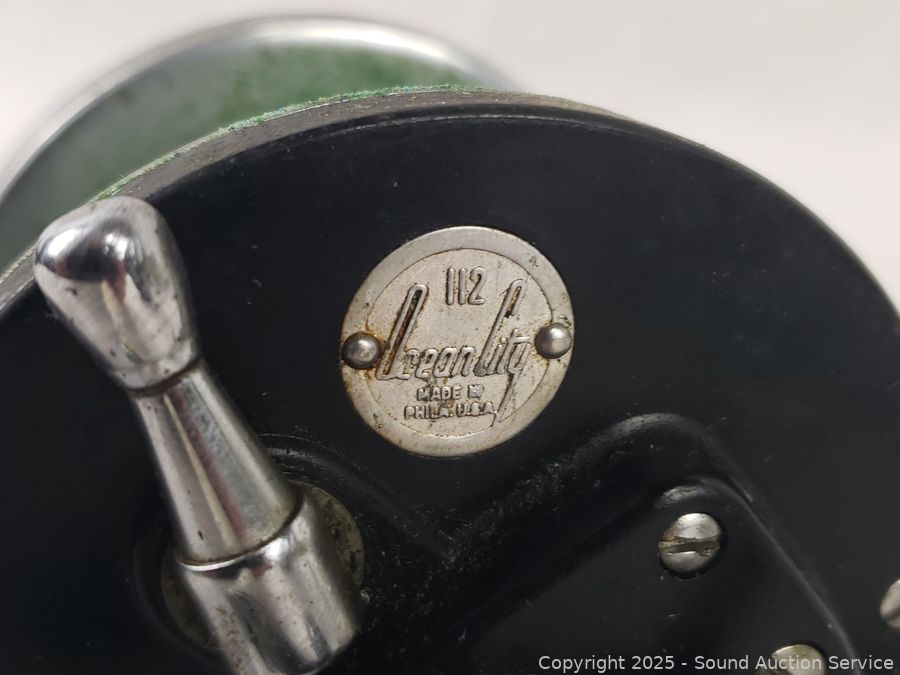 112
Ocean City
MADE IN
PHILA. U.S.A.
Copyright 2025 - Sound Auction Service